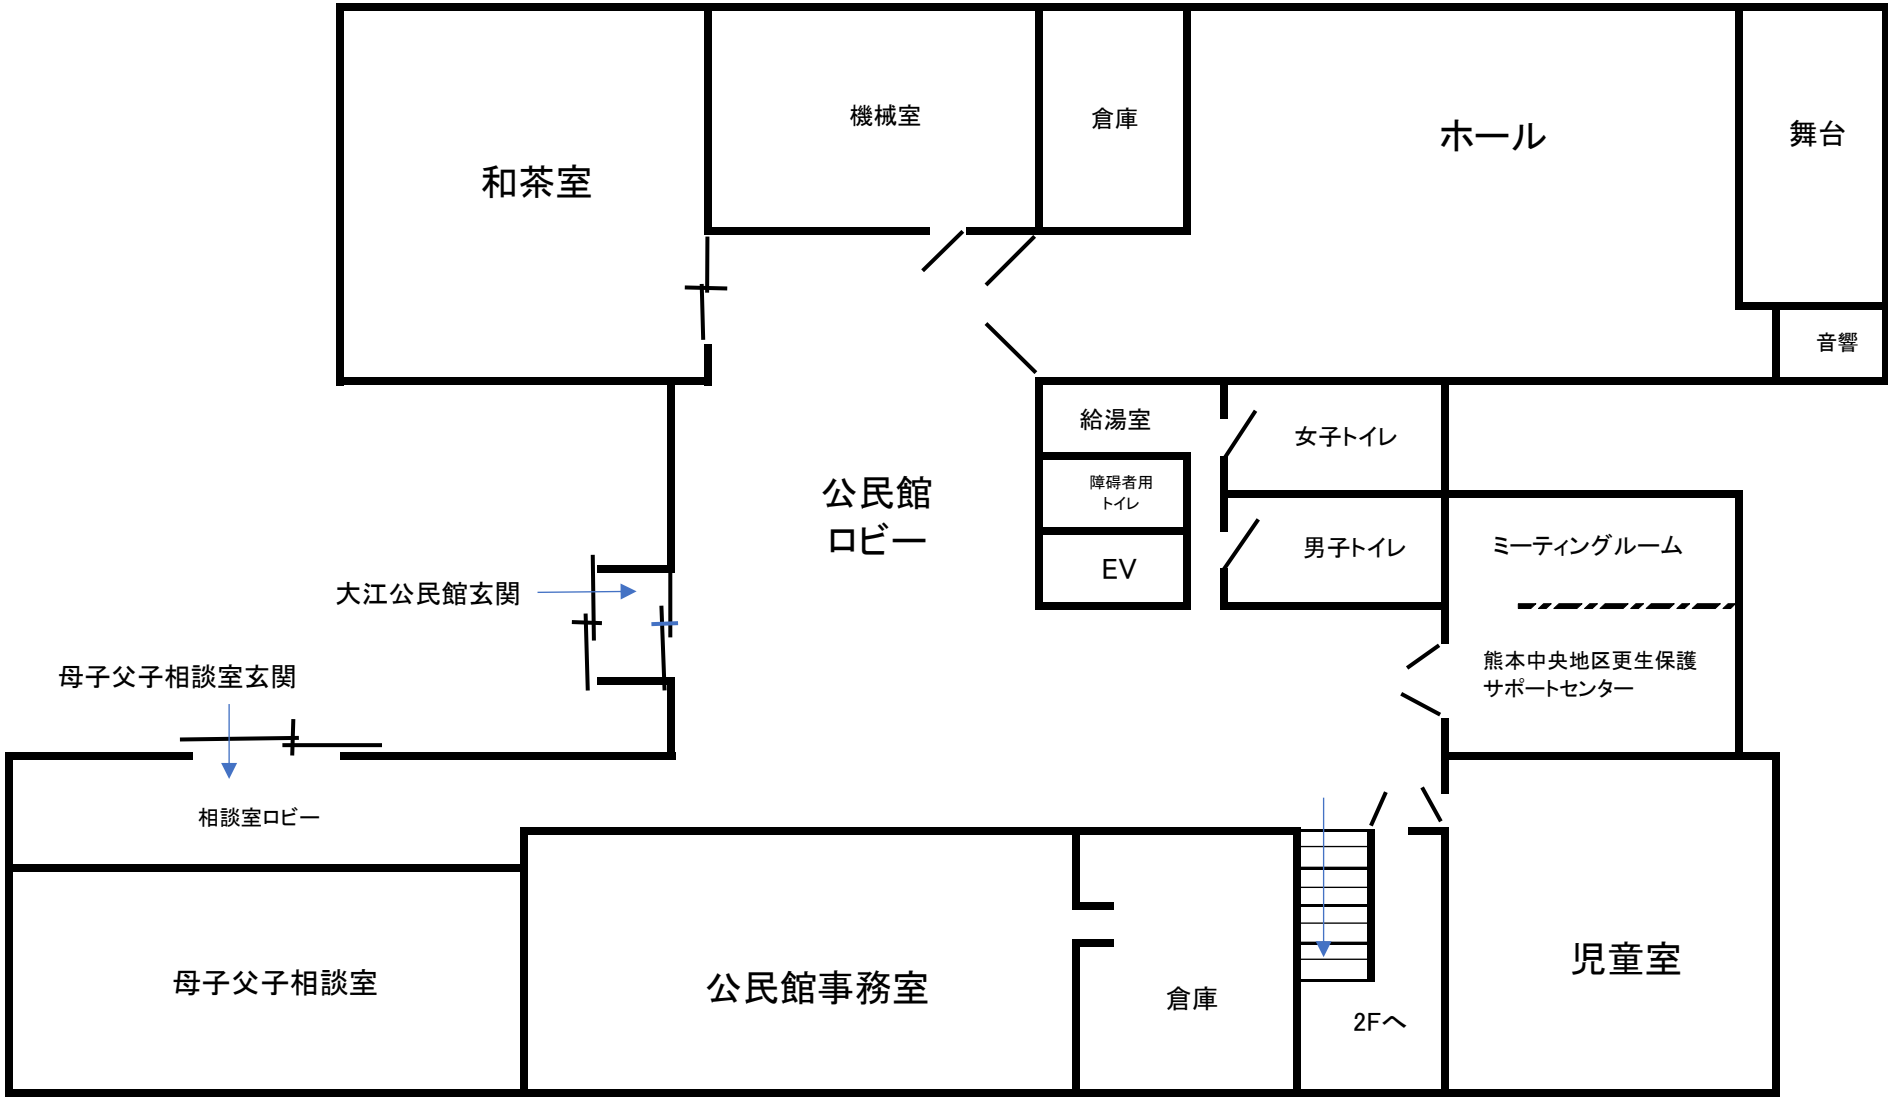 機械室
倉庫
ホール
舞台
和茶室
音響
給湯室
女子トイレ
障碍者用
トイレ
公民館
ロビー
男子トイレ
ミーティングルーム
EV
大江公民館玄関
熊本中央地区更生保護
サポートセンター
母子父子相談室玄関
相談室ロビー
児童室
母子父子相談室
公民館事務室
倉庫
2Fへ